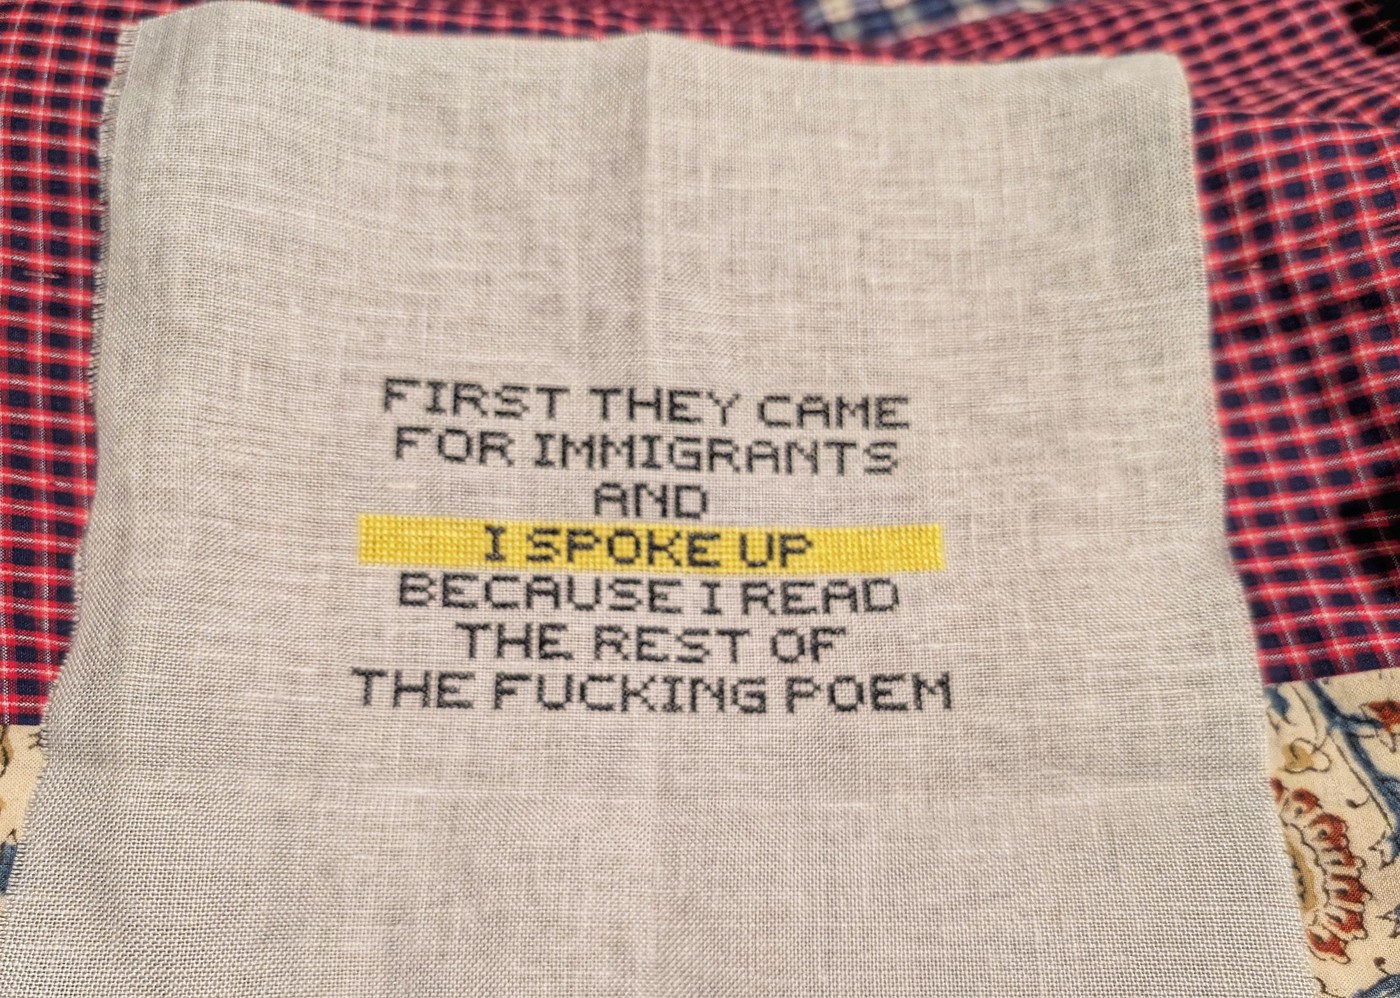 FIRST THEY CAME
FOR IMMIGRANTS
AND
I SPOKE UP
BECAUSE I READ
THE REST OF
THE FUCKING POEM